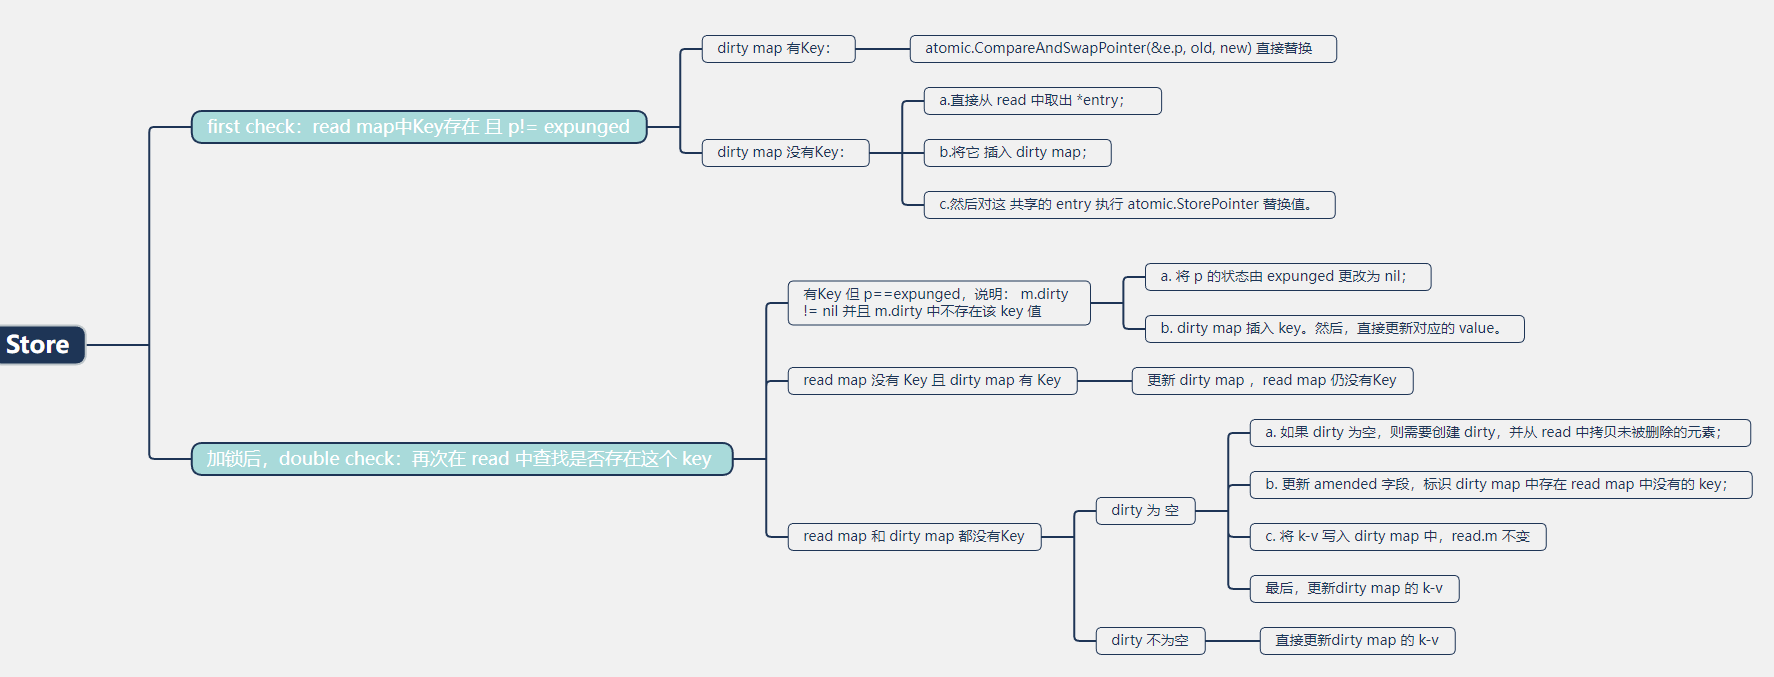 Store
first check：read map中Key存在 且 p!= expunged
dirty map 有Key：
atomic.CompareAndSwapPointer(&e.p, old, new) 直接替换
dirty map 没有Key：
a.直接从 read 中取出 *entry；
b.将它 插入 dirty map；
c.然后对这 共享的 entry 执行 atomic.StorePointer 替换值。
加锁后，double check：再次在 read 中查找是否存在这个 key
有Key 但 p==expunged，说明： m.dirty
!= nil 并且 m.dirty 中不存在该 key 值
a. 将 p 的状态由 expunged 更改为 nil；
b. dirty map 插入 key。然后，直接更新对应的 value。
read map 没有 Key 且 dirty map 有 Key
更新 dirty map ，read map 仍没有Key
read map 和 dirty map 都没有Key
dirty 为 空
a. 如果 dirty 为空，则需要创建 dirty，并从 read 中拷贝未被删除的元素；
b. 更新 amended 字段，标识 dirty map 中存在 read map 中没有的 key；
c. 将 k-v 写入 dirty map 中，read.m 不变
最后，更新dirty map 的 k-v
dirty 不为空
直接更新dirty map 的 k-v